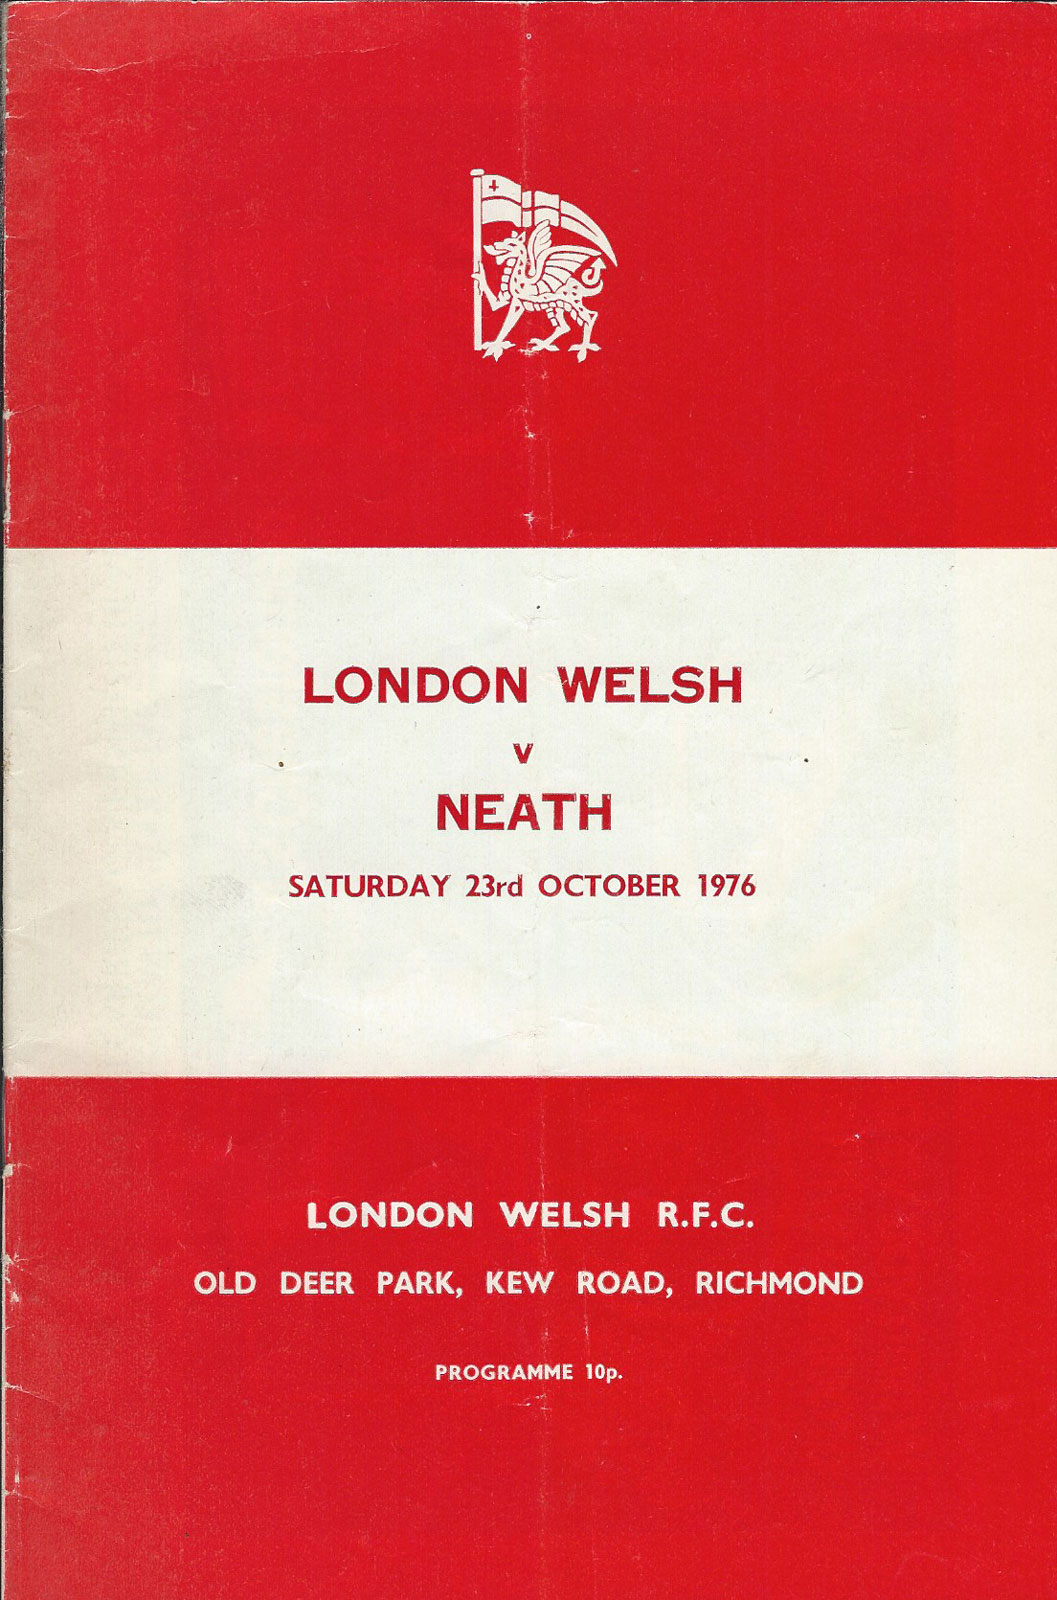 LONDON WELSH
v
NEATH
SATURDAY 23rd OCTOBER 1976
LONDON WELSH R.F.C.
OLD DEER PARK, KEW ROAD, RICHMOND
PROGRAMME 10p.